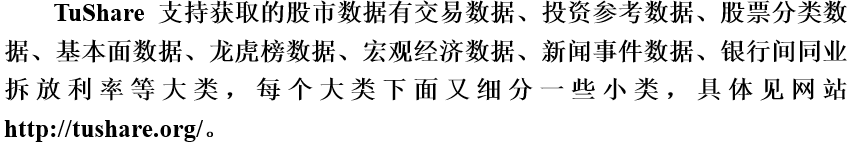 TuShare 支持获取的股市数据有交易数据、投资参考数据、股票分类数
据、基本面数据、龙虎榜数据、宏观经济数据、新闻事件数据、银行间同业
拆放利率等大类，每个大类下面又细分一些小类，具体见网站
http://tushare.org/。